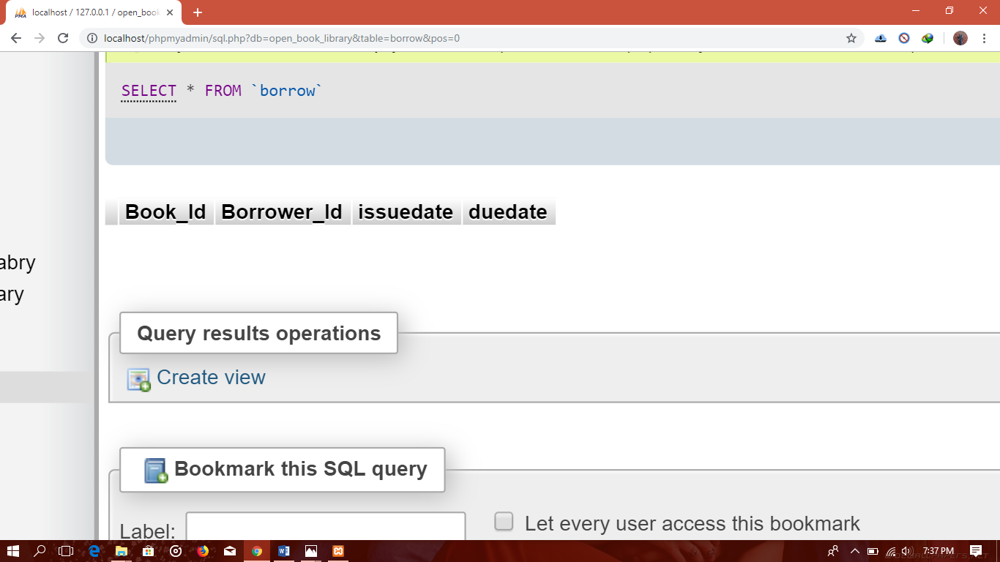 localhost / 127.0.0.1 / open_boo
localhost/phpmyadmin/sql.php?db=open_book_library&table=borrow&pos=0
SELECT * FROM `borrow`
Book_Id Borrower_Id issuedate duedate
abry
ary
Query results operations
Create view
Bookmark this SQL query
Label:
Let every user access this bookmark
7:37 PM